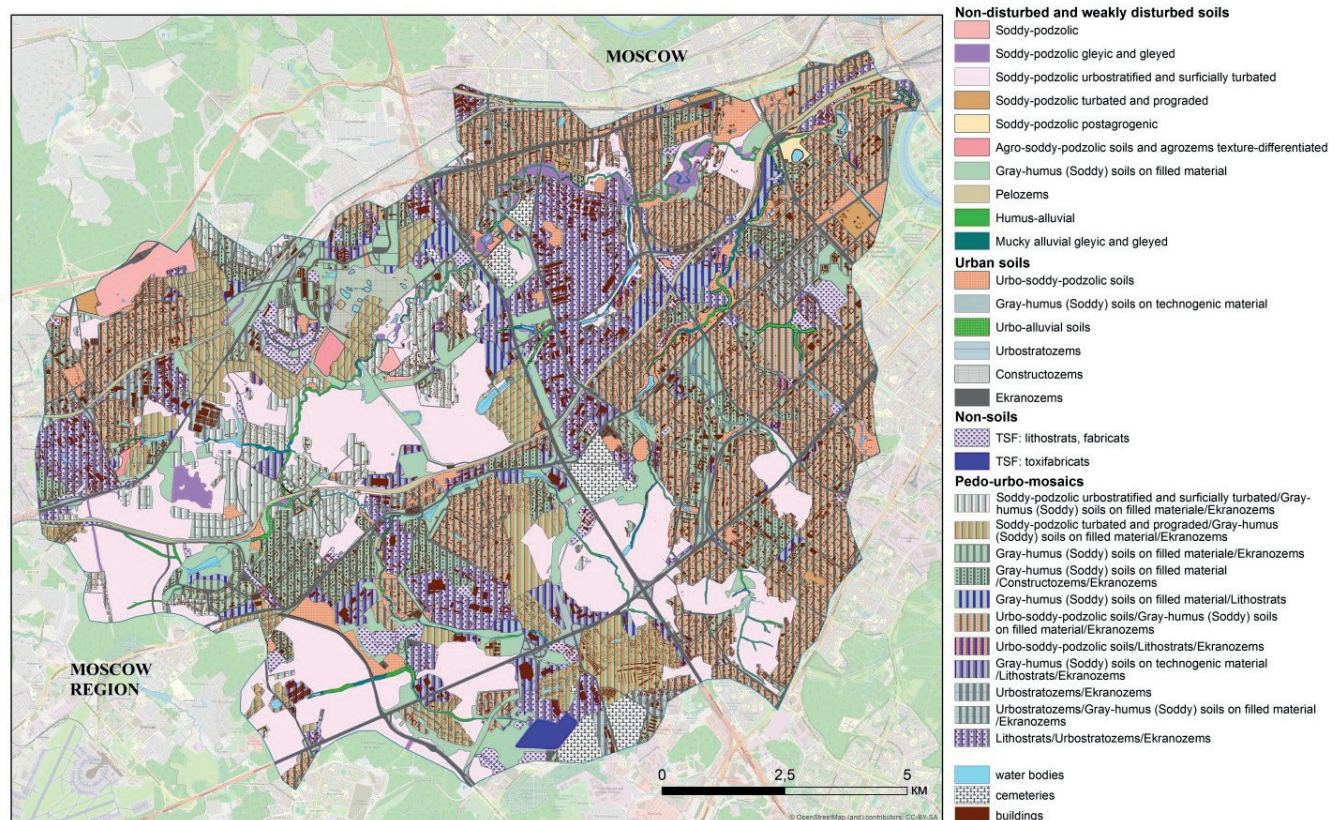 MOSCOW
MOSCOW
REGION
0
2,5
5
КМ
© OpenStreetMap (and) contributors, CC-BY-SA
Non-disturbed and weakly disturbed soils
Soddy-podzolic
Soddy-podzolic gleyic and gleyed
Soddy-podzolic urbostratified and surficially turbated
Soddy-podzolic turbated and prograded
Soddy-podzolic postagrogenic
Agro-soddy-podzolic soils and agrozems texture-differentiated
Gray-humus (Soddy) soils on filled material
Pelozems
Humus-alluvial
Mucky alluvial gleyic and gleyed
Urban soils
Urbo-soddy-podzolic soils
Gray-humus (Soddy) soils on technogenic material
Urbo-alluvial soils
Urbostratozems
Constructozems
Ekranozems
Non-soils
TSF: lithostrats, fabricats
TSF: toxifabricats
Pedo-urbo-mosaics
Soddy-podzolic urbostratified and surficially turbated/Gray-
humus (Soddy) soils on filled materiale/Ekranozems
Soddy-podzolic turbated and prograded/Gray-humus
(Soddy) soils on filled material/Ekranozems
Gray-humus (Soddy) soils on filled materiale/Ekranozems
Gray-humus (Soddy) soils on filled material
/Constructozems/Ekranozems
Gray-humus (Soddy) soils on filled material/Lithostrats
Urbo-soddy-podzolic soils/Gray-humus (Soddy) soils
on filled material/Ekranozems
Urbo-soddy-podzolic soils/Lithostrats/Ekranozems
Gray-humus (Soddy) soils on technogenic material
/Lithostrats/Ekranozems
Urbostratozems/Ekranozems
Urbostratozems/Gray-humus (Soddy) soils on filled material
/Ekranozems
Lithostrats/Urbostratozems/Ekranozems
water bodies
cemeteries
buildings